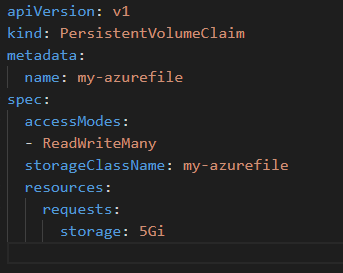 apiVersion: v1
kind: PersistentVolumeClaim
metadata:
  name: my-azurefile
spec:
  accessModes:
  - ReadWriteMany
  storageClassName: my-azurefile
  resources:
    requests:
      storage: 5Gi